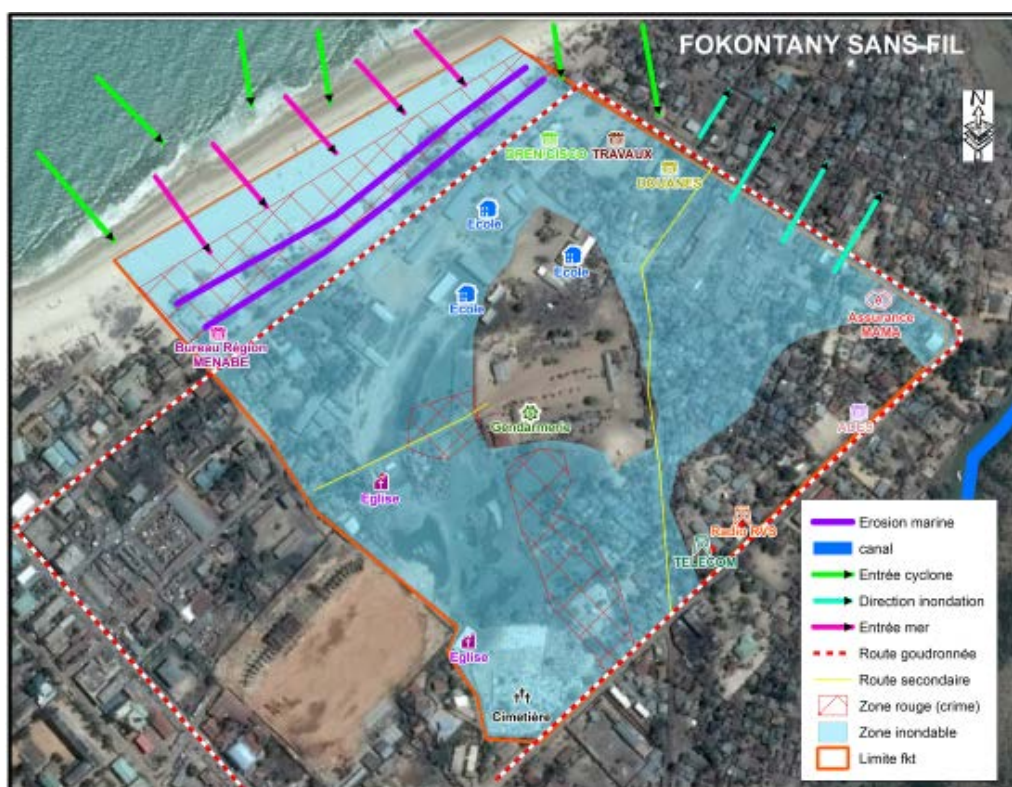 FOKONTANY SANS FIL
N
DREN/CISCO
TRAVAUX
DOUANES
Ecole
Ecole
Ecole
Assurance
MAMA
Bureau Région
MENABE
ADES
Gendarmerie
Eglise
Radio RVS
TELECOM
Eglise
Cimetière
Erosion marine
canal
Entrée cyclone
Direction inondation
Entrée mer
Route goudronnée
Route secondaire
Zone rouge (crime)
Zone inondable
Limite fkt